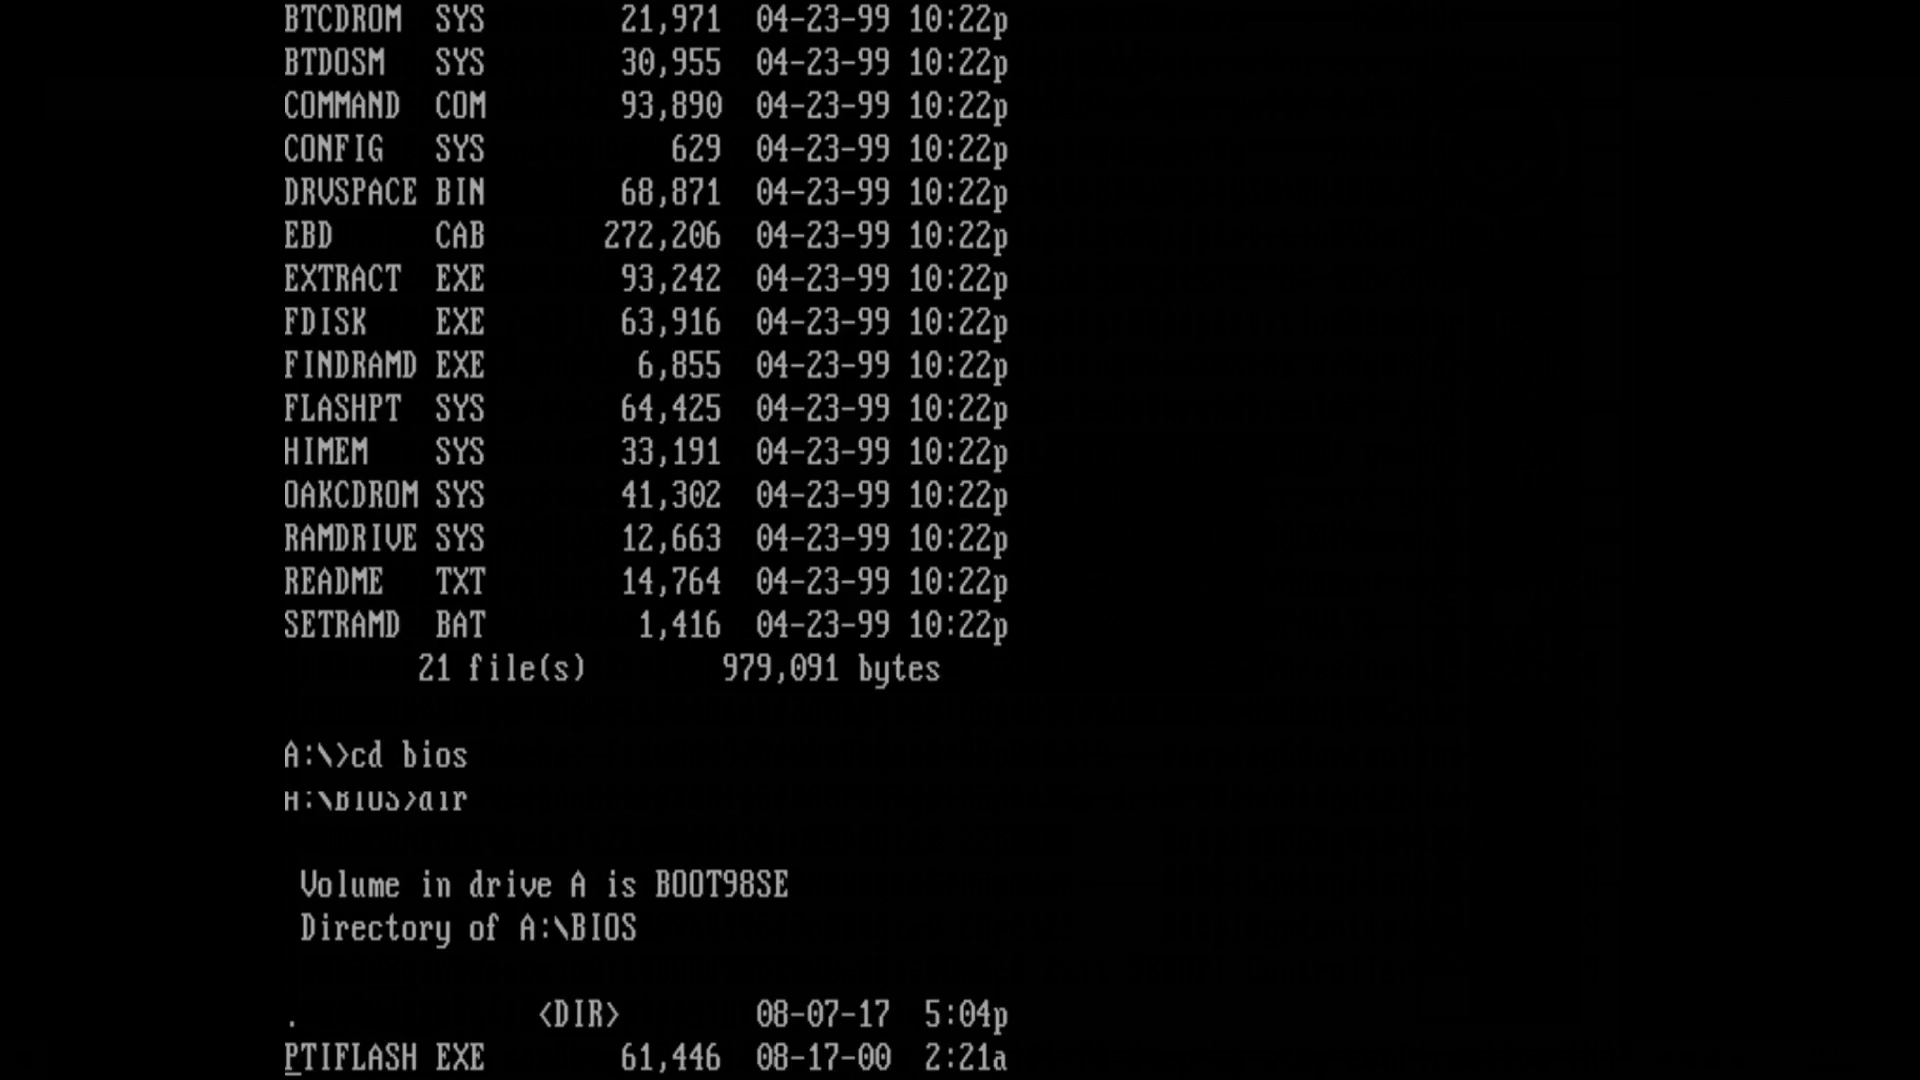 BTCDROM SYS 21,971 04-23-99 10:22p
BTDOSM SYS 30,955 04-23-99 10:22p
COMMAND COM 93,890 04-23-99 10:22p
CONFIG SYS 629 04-23-99 10:22p
DRVSPACE BIN 68,871 04-23-99 10:22p
EBD CAB 272,206 04-23-99 10:22p
EXTRACT EXE 93,242 04-23-99 10:22p
FDISK EXE 63,916 04-23-99 10:22p
FINDRAMD EXE 6,855 04-23-99 10:22p
FLASHPT SYS 64,425 04-23-99 10:22p
HIMEM SYS 33,191 04-23-99 10:22p
OAKCDROM SYS 41,302 04-23-99 10:22p
RAMDRIVE SYS 12,663 04-23-99 10:22p
README TXT 14,764 04-23-99 10:22p
SETRAMD BAT 1,416 04-23-99 10:22p
21 file(s) 979,091 bytes
A:\>cd bios
A:\BIOS>dir
Volume in drive A is BOOT98SE
Directory of A:\BIOS
. <DIR> 08-07-17 5:04p
PTIFLASH EXE 61,446 08-17-00 2:21a